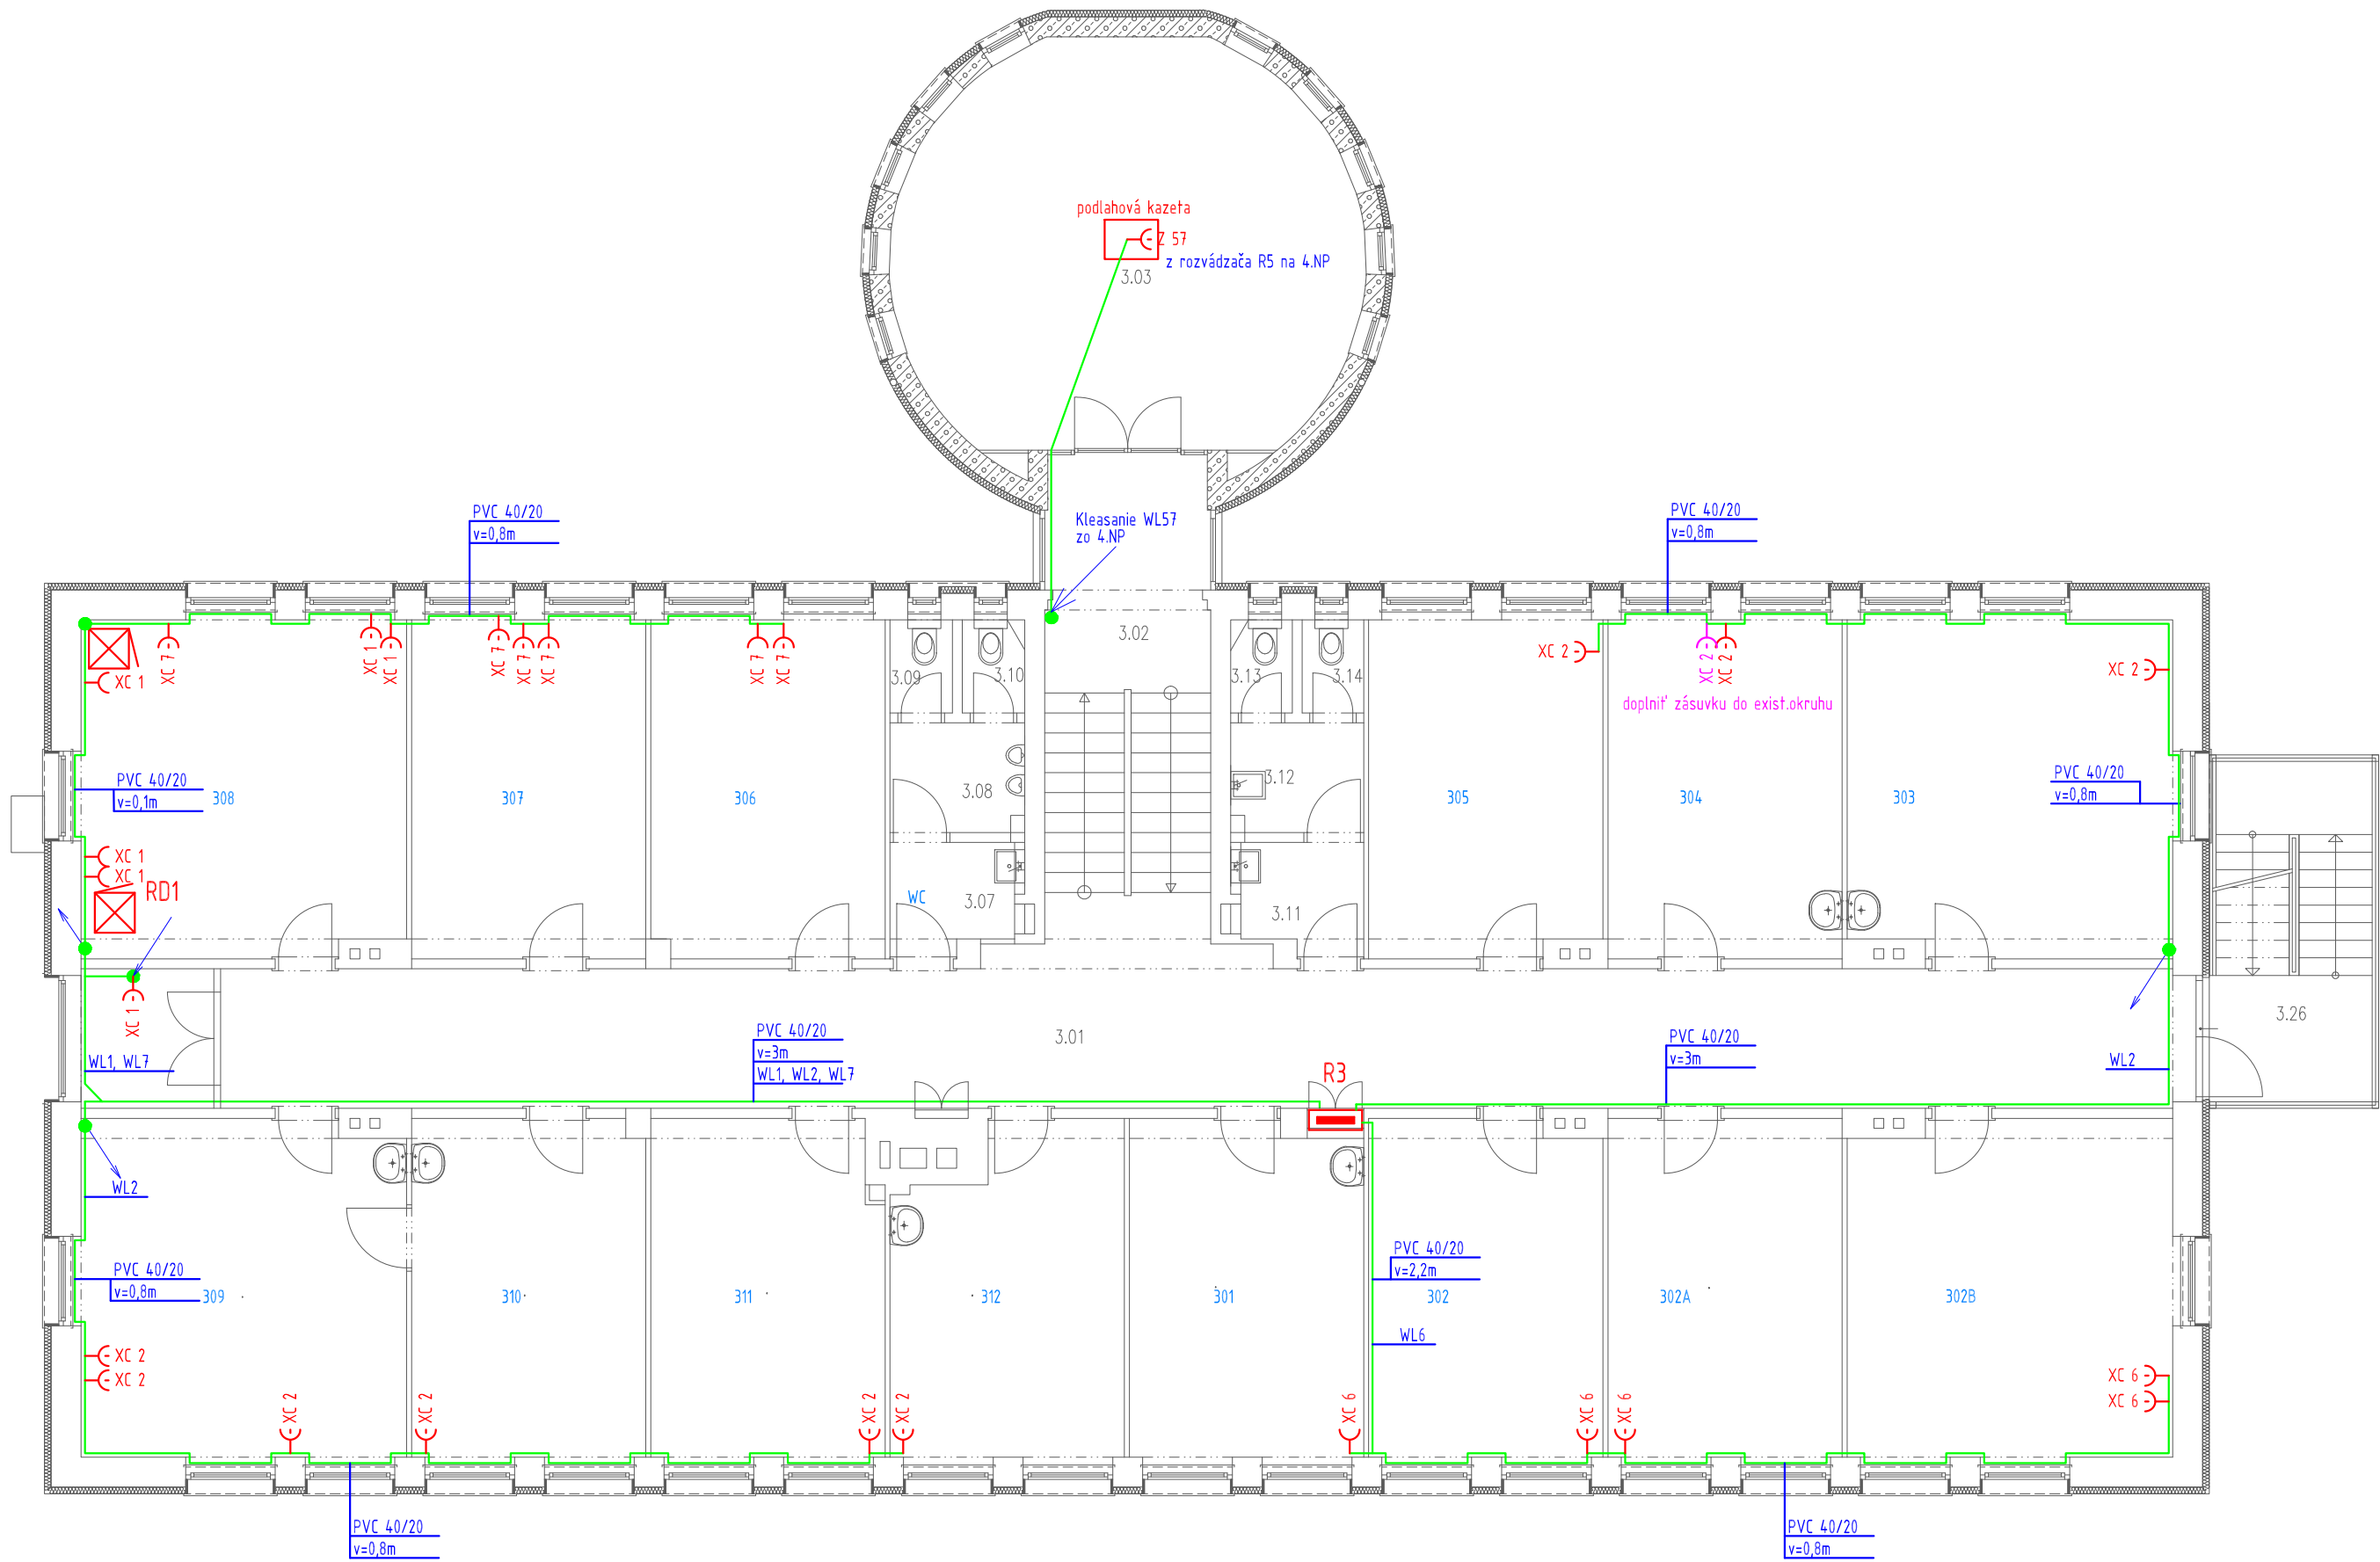 podlahová kazeta
Z 57
z rozvádzača R5 na 4.NP
3.03
PVC 40/20
v=0,8m
Kleasanie WL57
zo 4.NP
PVC 40/20
v=0,8m
3.02
XC 7
XC 1
XC 1
XC 7
XC 7
XC 7
XC 7
XC 7
3.09
3.10
3.13
3.14
XC 2
XC 2
XC 2
XC 2
XC 1
doplniť zásuvku do exist.okruhu
PVC 40/20
v=0,1m
308
307
306
3.08
3.12
305
304
303
PVC 40/20
v=0,8m
XC 1
XC 1
RD1
WC
3.07
3.11
XC 1
3.26
WL1, WL7
PVC 40/20
v=3m
WL1, WL2, WL7
3.01
R3
PVC 40/20
v=3m
WL2
WL2
PVC 40/20
v=0,8m
309
310
311
312
301
PVC 40/20
v=2,2m
302
302A
302B
WL6
XC 2
XC 2
XC 2
XC 2
XC 2
XC 2
XC 6
XC 6
XC 6
XC 6
XC 6
PVC 40/20
v=0,8m
PVC 40/20
v=0,8m